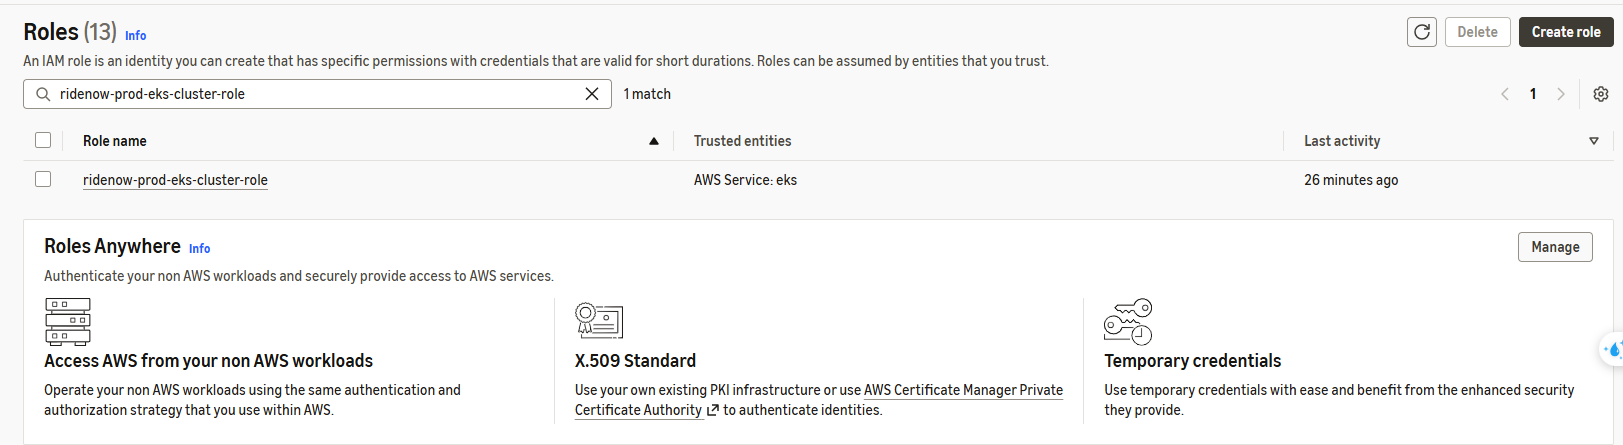 Roles (13) Info
Delete
Create role
An IAM role is an identity you can create that has specific permissions with credentials that are valid for short durations. Roles can be assumed by entities that you trust.
ridenow-prod-eks-cluster-role
1 match
1
Role name
Trusted entities
Last activity
ridenow-prod-eks-cluster-role
AWS Service: eks
26 minutes ago
Roles Anywhere Info
Manage
Authenticate your non AWS workloads and securely provide access to AWS services.
Access AWS from your non AWS workloads
Operate your non AWS workloads using the same authentication and
authorization strategy that you use within AWS.
X.509 Standard
Use your own existing PKI infrastructure or use AWS Certificate Manager Private
Certificate Authority to authenticate identities.
Temporary credentials
Use temporary credentials with ease and benefit from the enhanced security
they provide.